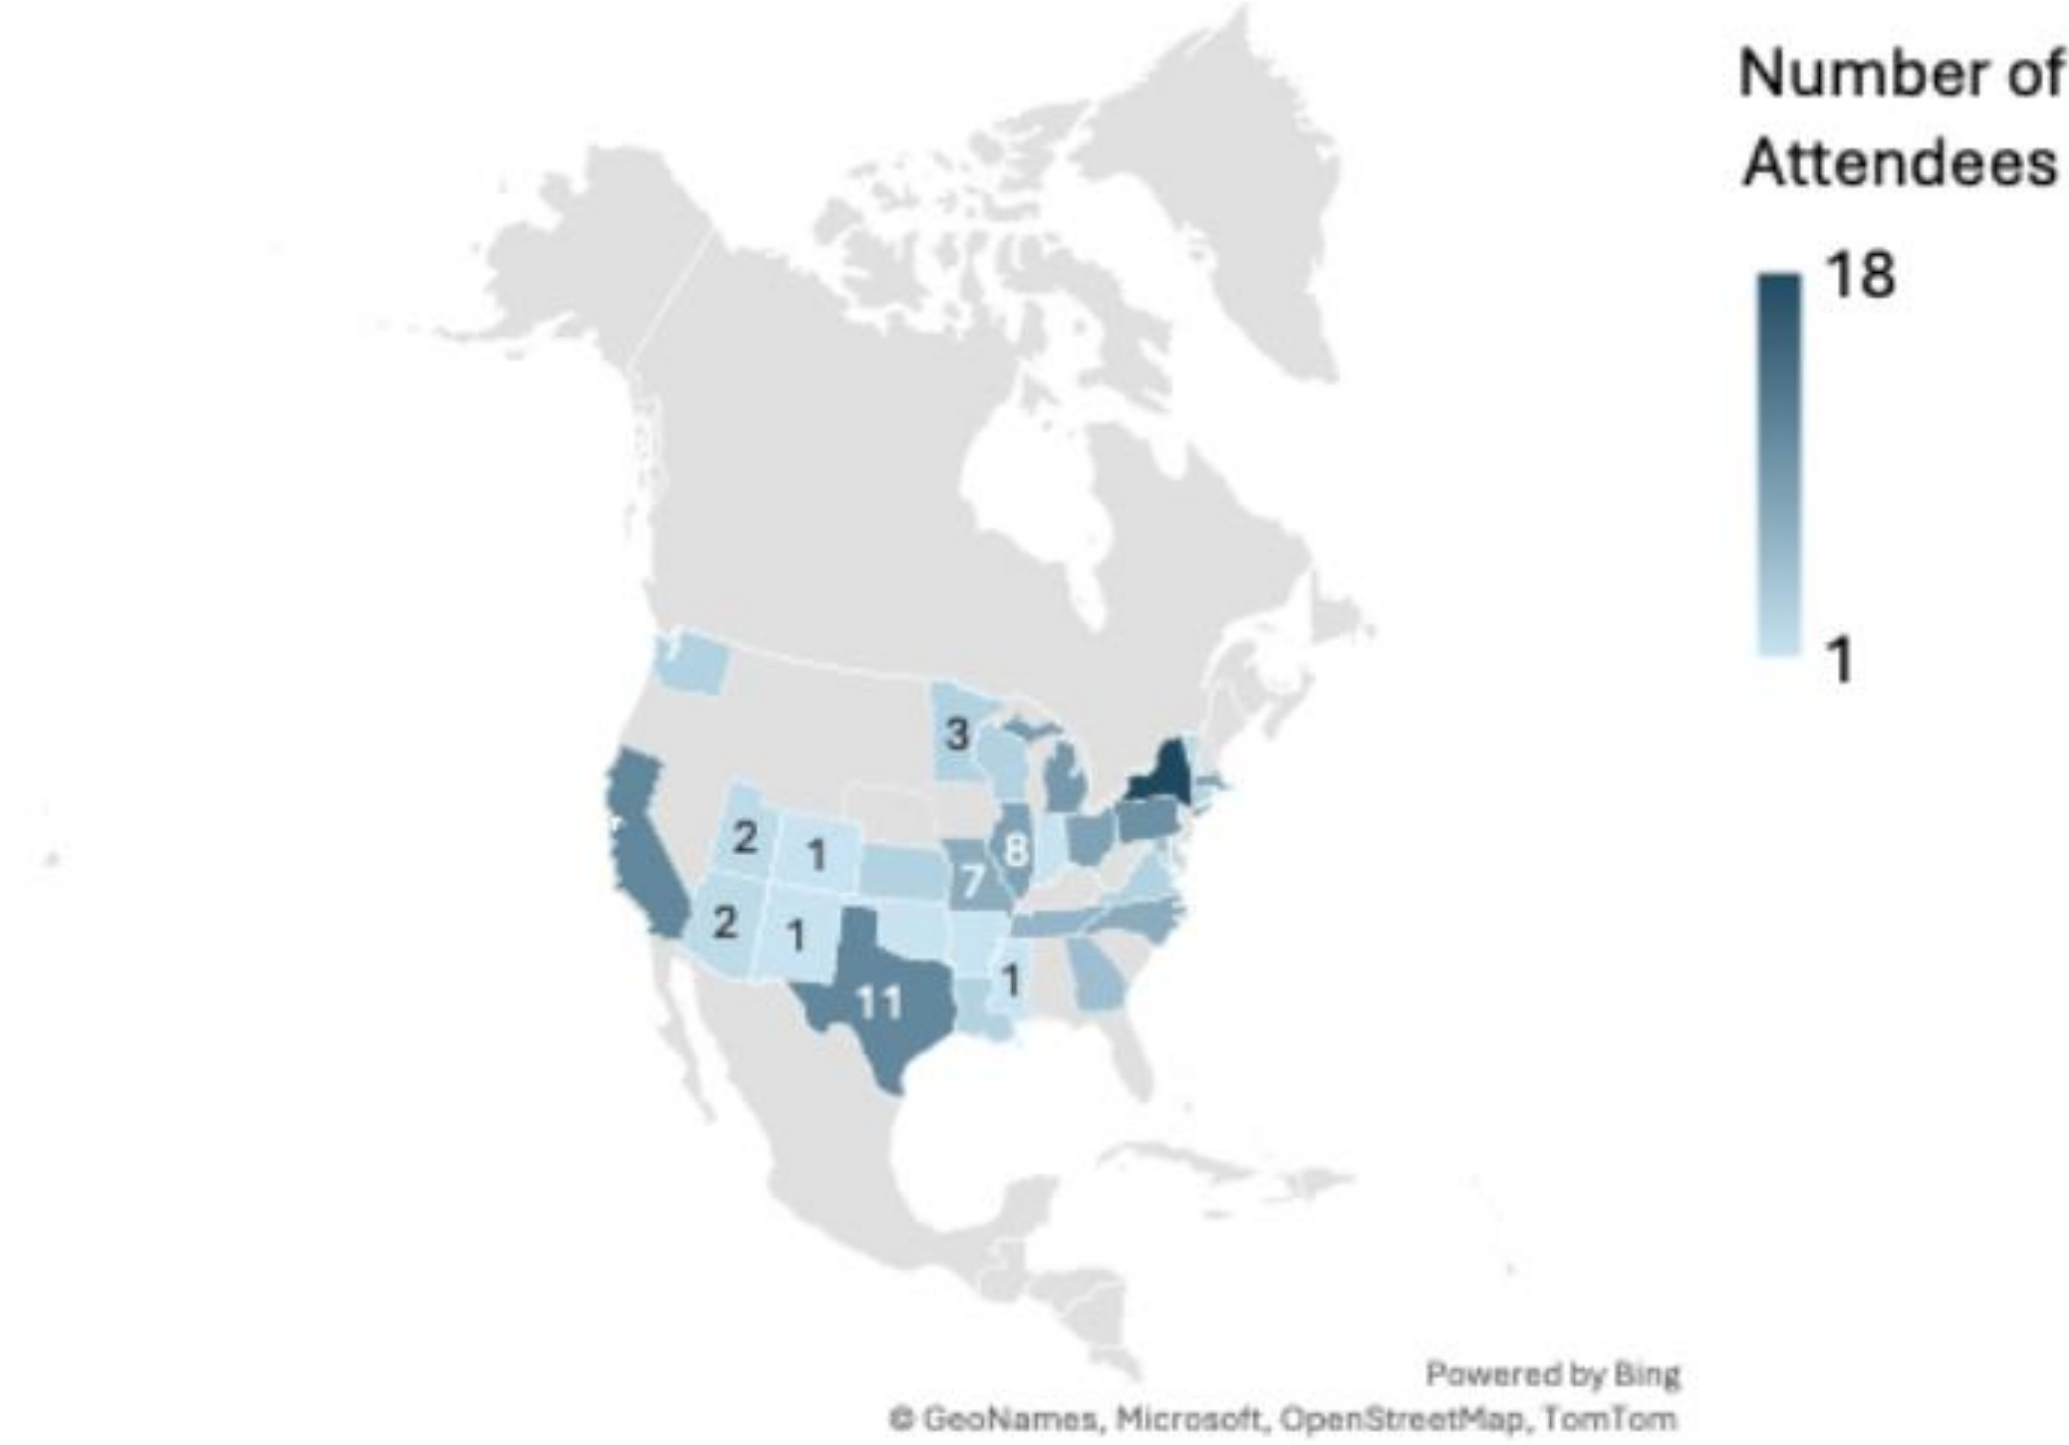 Number of
Attendees
18
1
3
2
1
8
7
2
1
1
11
Powered by Bing
© GeoNames, Microsoft, OpenStreetMap, TomTom